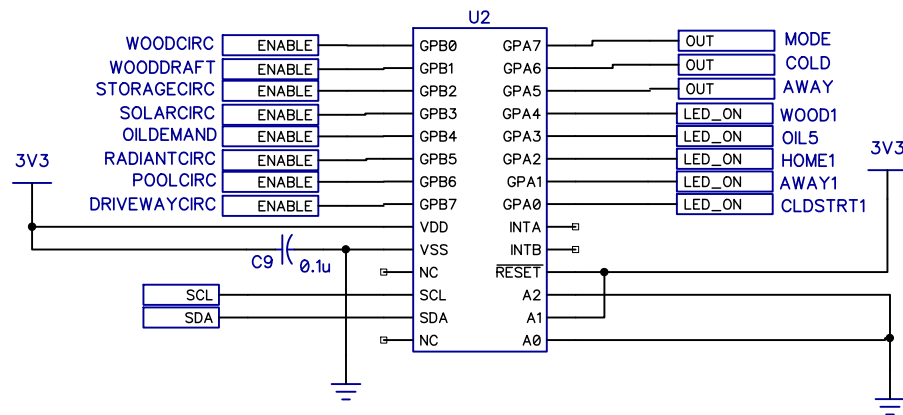 U2
WOODCIRC ENABLE GPB0 GPA7 OUT MODE
WOODDRAFT ENABLE GPB1 GPA6 OUT COLD
STORAGECIRC ENABLE GPB2 GPA5 OUT AWAY
SOLARCIRC ENABLE GPB3 GPA4 LED_ON WOOD1
OILDEMAND ENABLE GPB4 GPA3 LED_ON OIL5
3V3 RADIANTCIRC ENABLE GPB5 GPA2 LED_ON HOME1 3V3
POOLCIRC ENABLE GPB6 GPA1 LED_ON AWAY1
DRIVEWAYCIRC ENABLE GPB7 GPA0 LED_ON CLDSTRT1
VDD INTA
C9 0.1u VSS INTB
NC RESET
SCL SCL A2
SDA SDA A1
NC A0